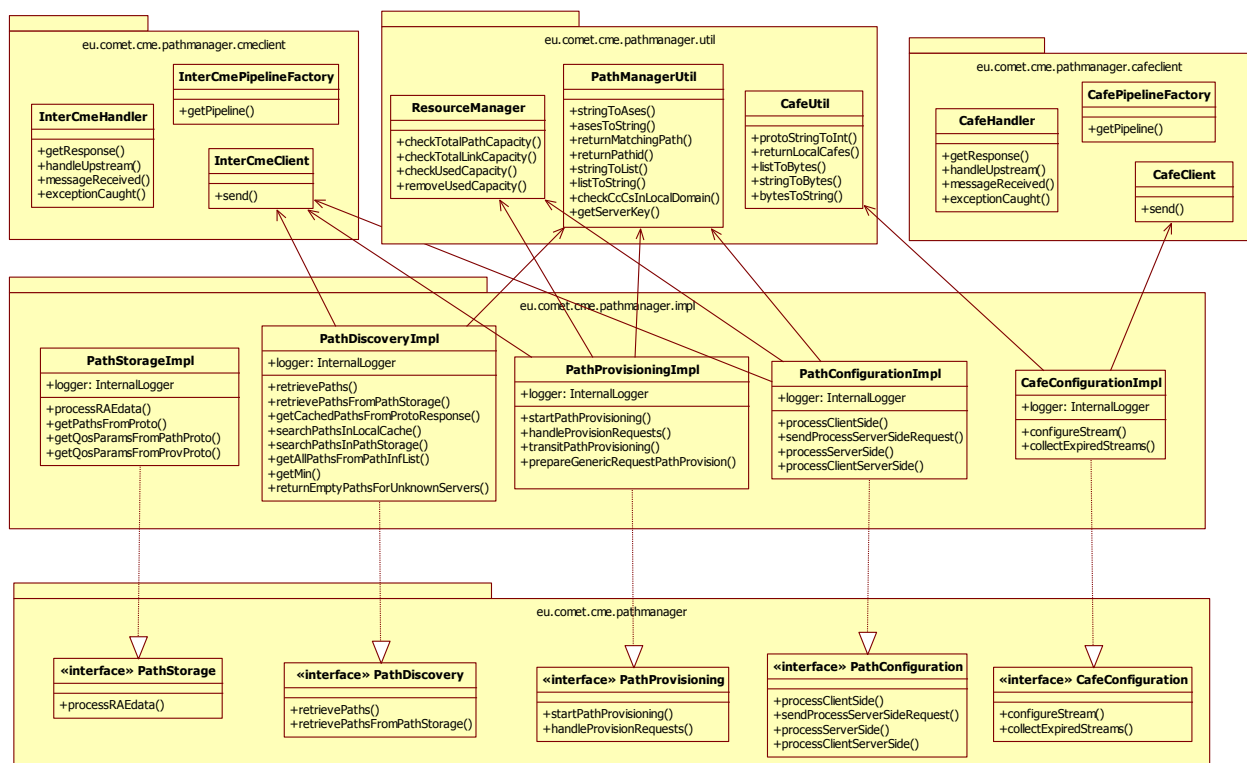 eu.comet.cme.pathmanager.cmeclient
InterCmePipelineFactory
+getPipeline()
InterCmeHandler
+getResponse()
+handleUpstream()
+messageReceived()
+exceptionCaught()
InterCmeClient
+send()
eu.comet.cme.pathmanager.util
ResourceManager
+checkTotalPathCapacity()
+checkTotalLinkCapacity()
+checkUsedCapacity()
+removeUsedCapacity()
PathManagerUtil
+stringToAses()
+asesToString()
+returnMatchingPath()
+returnPathid()
+stringToList()
+listToString()
+checkCcCsInLocalDomain()
+getServerKey()
CafeUtil
+protoStringToInt()
+returnLocalCafes()
+listToBytes()
+stringToBytes()
+bytesToString()
eu.comet.cme.pathmanager.cafeclient
CafePipelineFactory
+getPipeline()
CafeHandler
+getResponse()
+handleUpstream()
+messageReceived()
+exceptionCaught()
CafeClient
+send()
eu.comet.cme.pathmanager.impl
PathStorageImpl
+logger: InternalLogger
+processRAEdata()
+getPathsFromProto()
+getQosParamsFromPathProto()
+getQosParamsFromProvProto()
PathDiscoveryImpl
+logger: InternalLogger
+retrievePaths()
+retrievePathsFromPathStorage()
+getCachedPathsFromProtoResponse()
+searchPathsInLocalCache()
+searchPathsInPathStorage()
+getAllPathsFromPathInfList()
+getMin()
+returnEmptyPathsForUnknownServers()
PathProvisioningImpl
+logger: InternalLogger
+startPathProvisioning()
+handleProvisionRequests()
+transitPathProvisioning()
+prepareGenericRequestPathProvision()
PathConfigurationImpl
+logger: InternalLogger
+processClientSide()
+sendProcessServerSideRequest()
+processServerSide()
+processClientServerSide()
CafeConfigurationImpl
+logger: InternalLogger
+configureStream()
+collectExpiredStreams()
eu.comet.cme.pathmanager
«interface» PathStorage
+processRAEdata()
«interface» PathDiscovery
+retrievePaths()
+retrievePathsFromPathStorage()
«interface» PathProvisioning
+startPathProvisioning()
+handleProvisionRequests()
«interface» PathConfiguration
+processClientSide()
+sendProcessServerSideRequest()
+processServerSide()
+processClientServerSide()
«interface» CafeConfiguration
+configureStream()
+collectExpiredStreams()